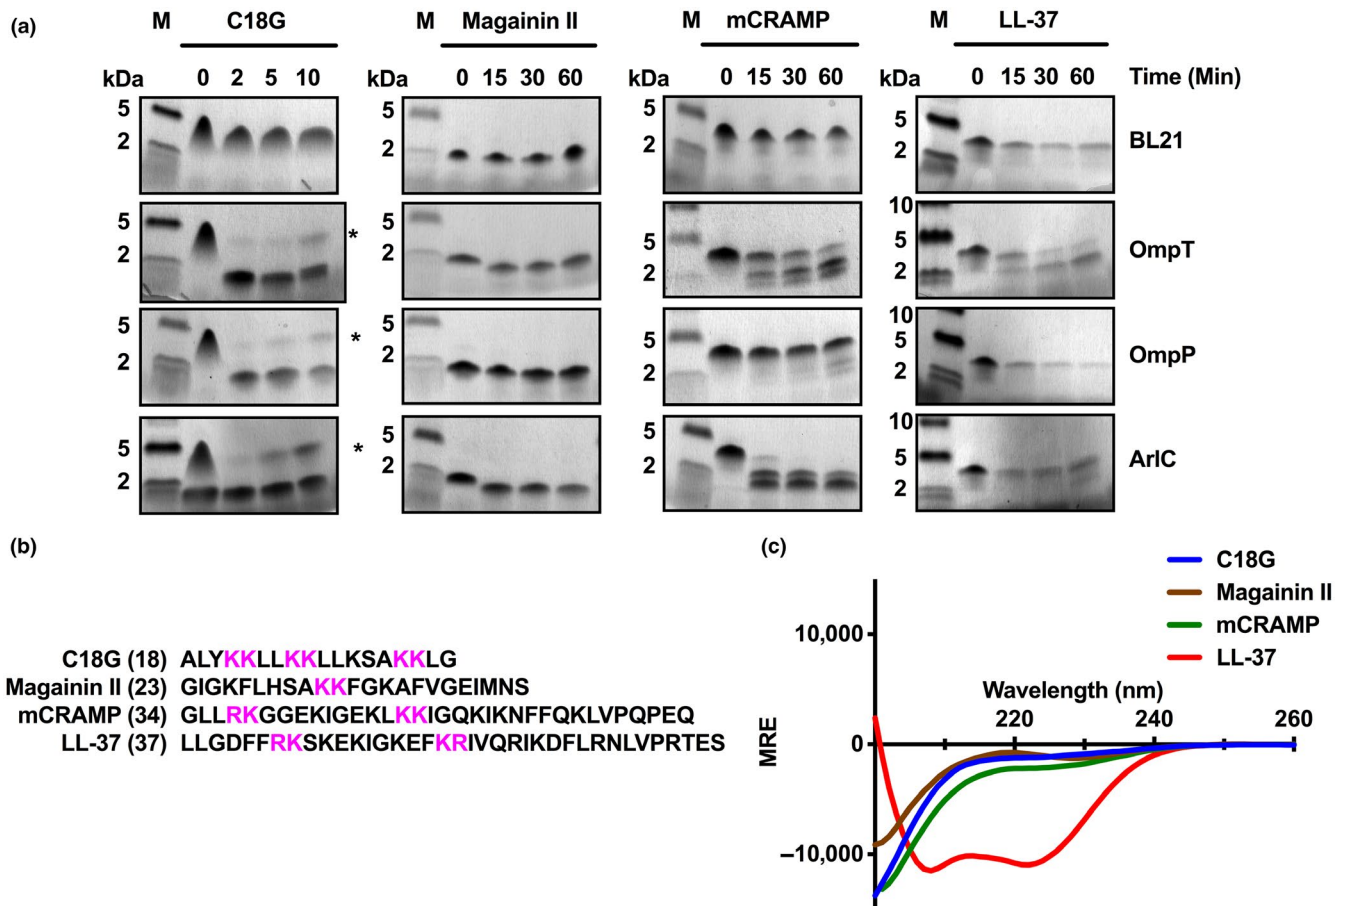 (a)
M C18G M Magainin II M mCRAMP M LL-37
kDa 0 2 5 10 kDa 0 15 30 60 kDa 0 15 30 60 kDa 0 15 30 60 Time (Min)
5 5 5 5
2 2 2 2
BL21
5 5 5 10
2 2 2 5
2
OmpT
5 5 5 10
2 2 2 5
2
OmpP
5 5 5 10
2 2 2 5
2
ArlC
*
*
*
(b)
C18G (18) ALYKKLLKKLLKSAKKLG
Magainin II (23) GIGKFLHSAKKFGKAFVGEIMNS
mCRAMP (34) GLLRKGGEKIGEKLKKIGQKIKNFFQKLVPQPEQ
LL-37 (37) LLGDFFRKSKEKIGKEFKRIVQRIKDFLRNLVPRTES
(c)
C18G
Magainin II
mCRAMP
LL-37
10,000
Wavelength (nm)
220 240 260
0
MRE
–10,000